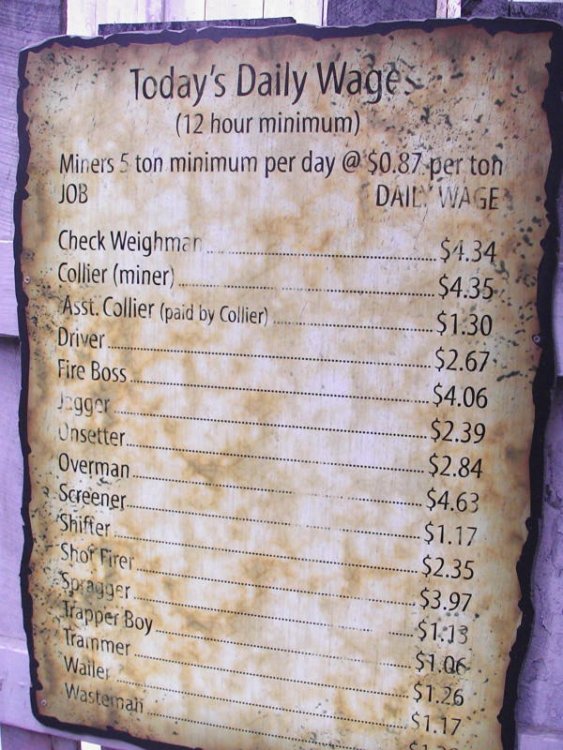 Today's Daily Wage
(12 hour minimum)
Miners 5 ton minimum per day @ $0.87 per ton
JOB DAILY WAGE
Check Weighman ........ $4.34
Collier (miner) ........ $4.35
Asst. Collier (paid by Collier) ........ $1.30
Driver ........ $2.67
Fire Boss ........ $4.06
........ $2.39
Onsetter ........ $2.84
Overman ........ $4.63
Screener ........ $1.17
Shifter ........ $2.35
Shot Firer ........ $3.97
Spragger ........ $1.13
Trapper Boy ........ $1.06
Trammer ........ $1.26
Wailer ........ $1.17
Wasteman ........